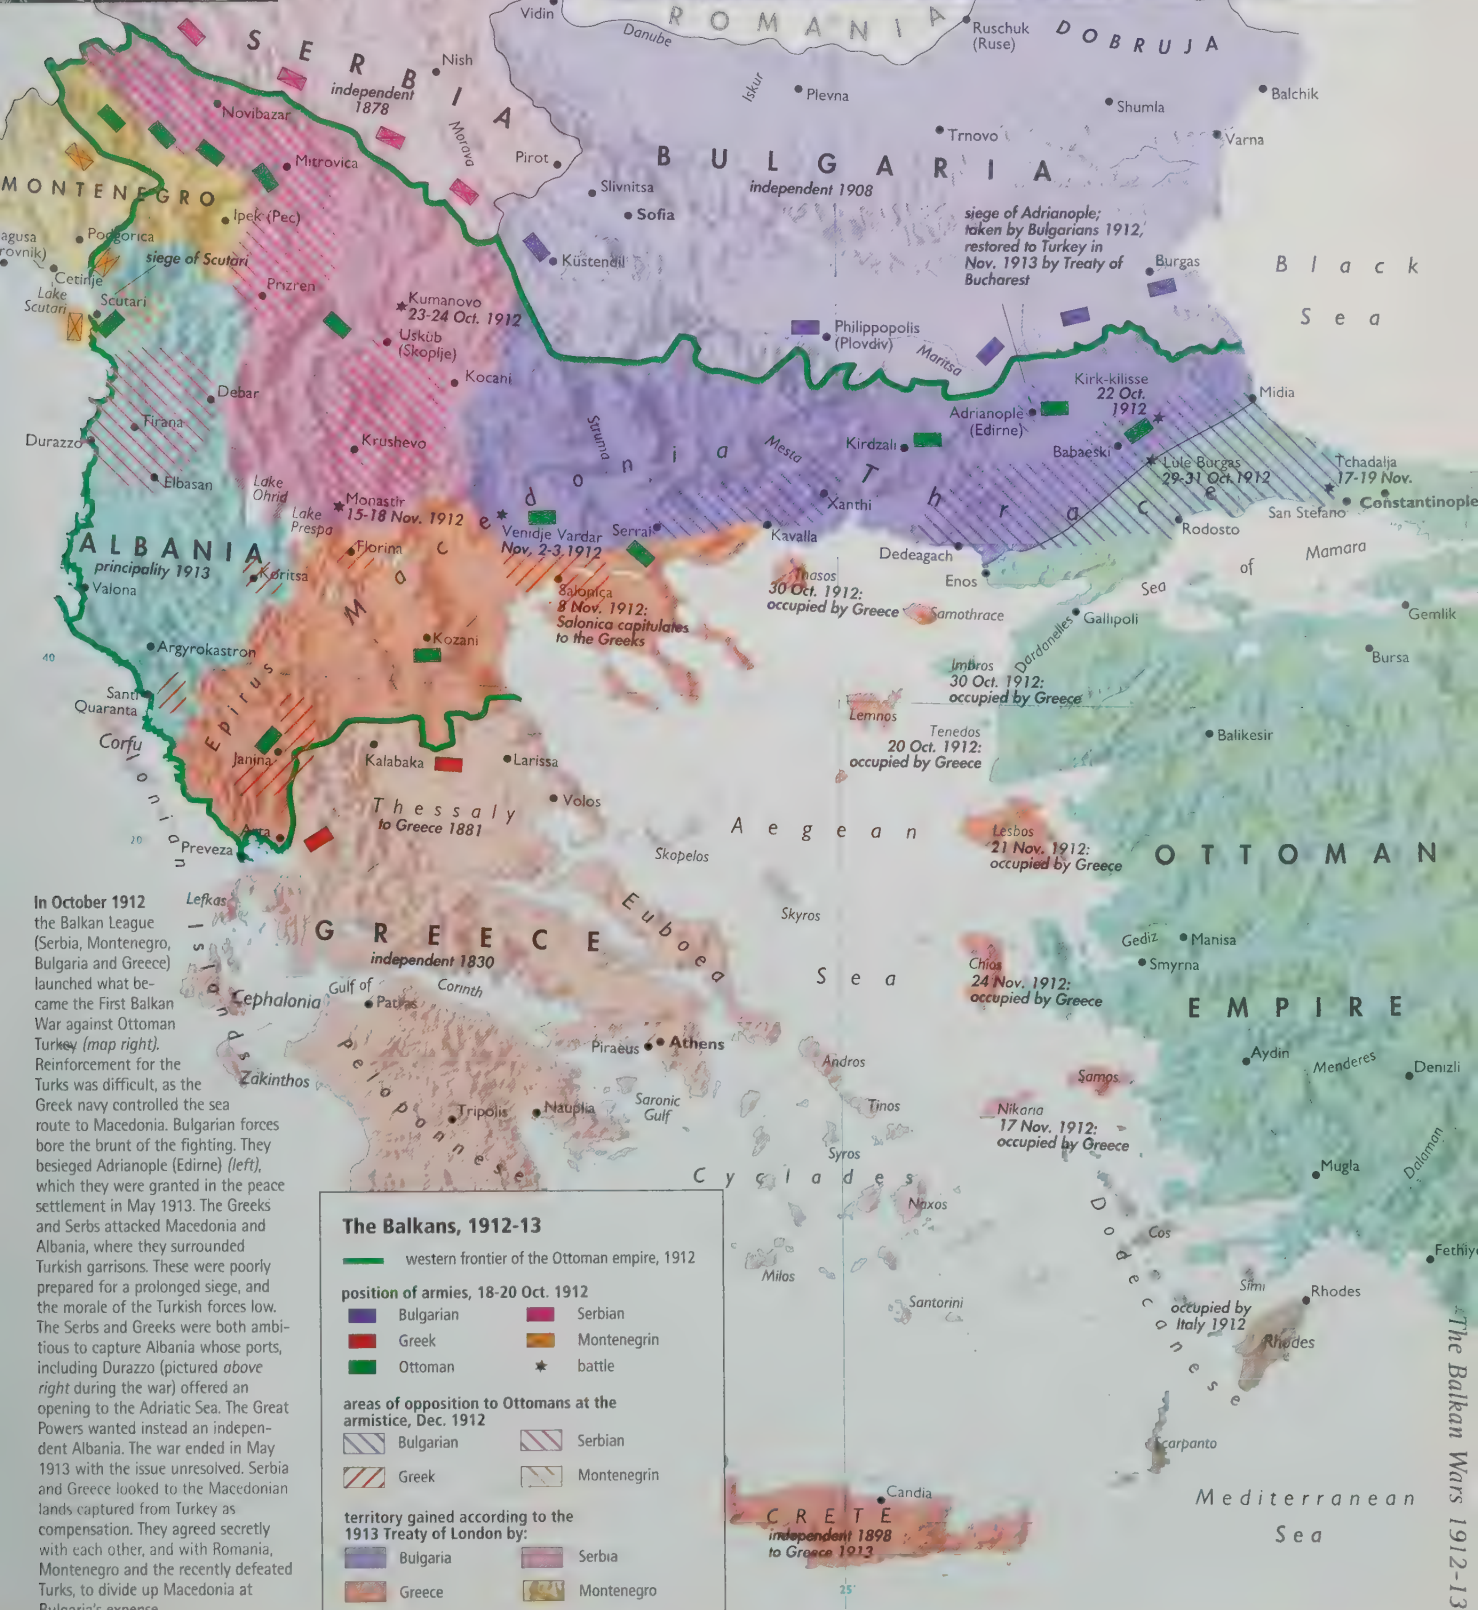 Vidin
ROMANIA
Danube
Ruschuk
(Ruse)
DOBRUJA
SERBIA
independent
1878
Nish
Morava
Pirot
Iskur
Plevna
Shumla
Balchik
Trnovo
Varna
Novibazar
Mitrovica
BULGARIA
independent 1908
Slivnitsa
Sofia
MONTENEGRO
Ipek (Pec)
agusa
rovnik)
Podgorica
siege of Scutari
Cetinje
Lake
Scutari
Scutari
Prizren
Küstendil
siege of Adrianople;
taken by Bulgarians 1912,
restored to Turkey in
Nov. 1913 by Treaty of
Bucharest
Burgas
Black
Sea
Kumanovo
23-24 Oct. 1912
Usküb
(Skoplje)
Kocani
Philippopolis
(Plovdiv)
Maritsa
Kirk-kilisse
22 Oct.
1912
Midia
Debar
Firana
Durazzo
Krushevo
Elbasan
Struma
Mesta
Kirdzali
Adrianople
(Edirne)
Babaeski
Lule Burgas
29-31 Oct.1912
Tchadalja
17-19 Nov.
Constantinople
San Stefano
Lake
Ohrid
Lake
Prespa
Monastir
15-18 Nov. 1912
Macedonia
Thrace
Xanthi
Rodosto
Venidje Vardar
Nov, 2-3,1912
Serrai
Kavalla
Dedeagach
Enos
Sea
of
Mamara
ALBANIA
principality 1913
Florina
Koritsa
Valona
Salonica
8 Nov. 1912:
Salonica capitulates
to the Greeks
Thasos
30 Oct. 1912:
occupied by Greece
Samothrace
Dardanelles
Gallipoli
Gemlik
Bursa
40
Argyrokastron
Kozani
Imbros
30 Oct. 1912:
occupied by Greece
Santi
Quaranta
Epirus
Lemnos
Tenedos
20 Oct. 1912:
occupied by Greece
Balikesir
Corfu
Janina
Kalabaka
Larissa
Volos
Thessaly
to Greece 1881
Ionian
Islands
Arta
Preveza
Skopelos
Aegean
Sea
Lesbos
21 Nov. 1912:
occupied by Greece
OTTOMAN
EMPIRE
Lefkas
Euboea
Skyros
GREECE
independent 1830
Gediz
Manisa
Smyrna
Chios
24 Nov. 1912:
occupied by Greece
Cephalonia
Gulf of
Corinth
Patras
Piraeus
Athens
Andros
Aydin
Menderes
Denizli
Zakinthos
Peloponnese
Tripolis
Nauplia
Saronic
Gulf
Tinos
Samos
Nikaria
17 Nov. 1912:
occupied by Greece
Syros
Cyclades
Mugla
Dalaman
Naxos
Dodeconese
Cos
Fethiy
Milos
Santorini
Simi
Rhodes
occupied by
Italy 1912
Rhodes
Scarpanto
Candia
CRETE
independent 1898
to Greece 1913
25°
Mediterranean
Sea
The Balkan Wars 1912-13
In October 1912
the Balkan League
(Serbia, Montenegro,
Bulgaria and Greece)
launched what be-
came the First Balkan
War against Ottoman
Turkey (map right).
Reinforcement for the
Turks was difficult, as the
Greek navy controlled the sea
route to Macedonia. Bulgarian forces
bore the brunt of the fighting. They
besieged Adrianople (Edirne) (left),
which they were granted in the peace
settlement in May 1913. The Greeks
and Serbs attacked Macedonia and
Albania, where they surrounded
Turkish garrisons. These were poorly
prepared for a prolonged siege, and
the morale of the Turkish forces low.
The Serbs and Greeks were both ambi-
tious to capture Albania whose ports,
including Durazzo (pictured above
right during the war) offered an
opening to the Adriatic Sea. The Great
Powers wanted instead an indepen-
dent Albania. The war ended in May
1913 with the issue unresolved. Serbia
and Greece looked to the Macedonian
lands captured from Turkey as
compensation. They agreed secretly
with each other, and with Romania,
Montenegro and the recently defeated
Turks, to divide up Macedonia at
Bulgaria's expense
The Balkans, 1912-13
western frontier of the Ottoman empire, 1912
position of armies, 18-20 Oct. 1912
Bulgarian
Serbian
Greek
Montenegrin
Ottoman
battle
areas of opposition to Ottomans at the
armistice, Dec. 1912
Bulgarian
Serbian
Greek
Montenegrin
territory gained according to the
1913 Treaty of London by:
Bulgaria
Serbia
Greece
Montenegro